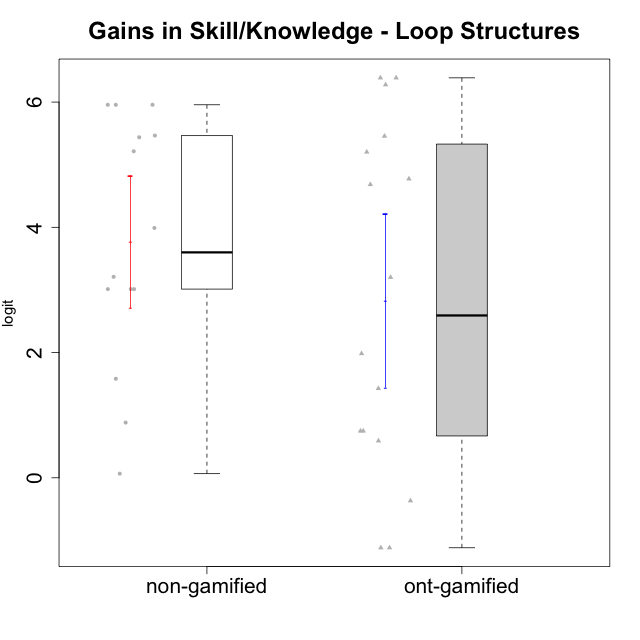 Gains in Skill/Knowledge - Loop Structures
logit
6
4
2
0
non-gamified
ont-gamified